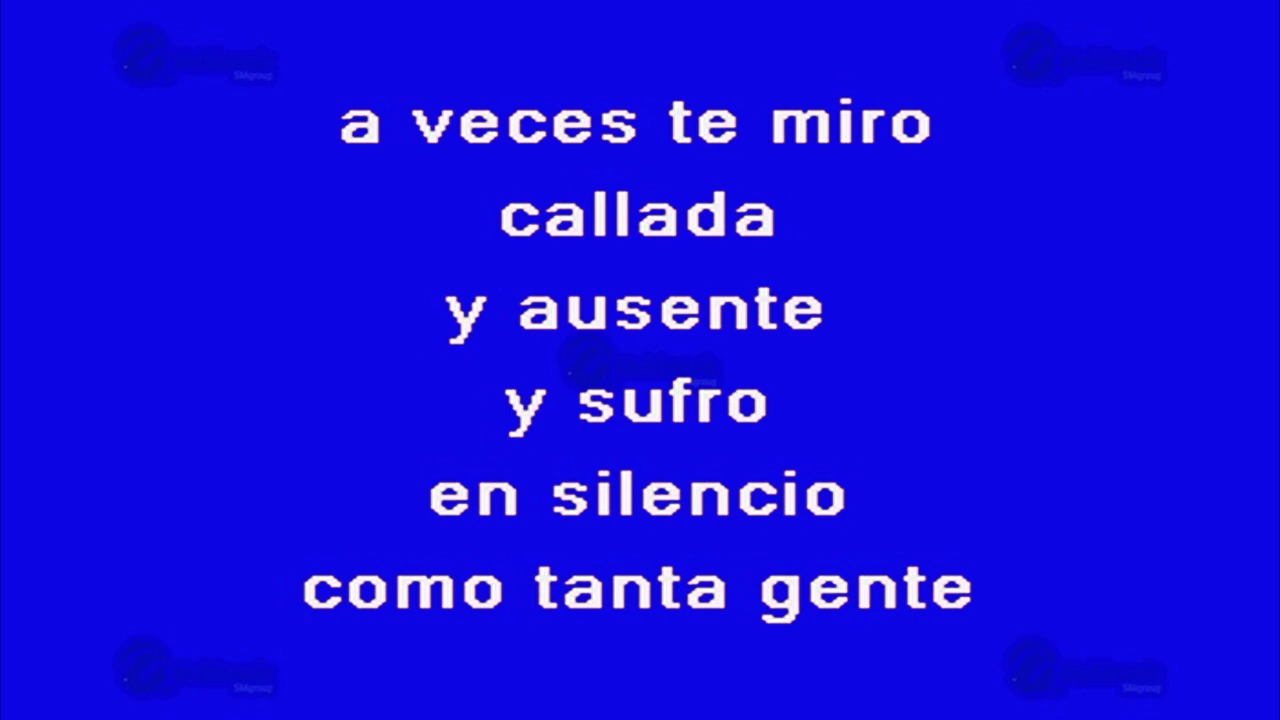 a veces te miro
callada
y ausente
y sufro
en silencio
como tanta gente